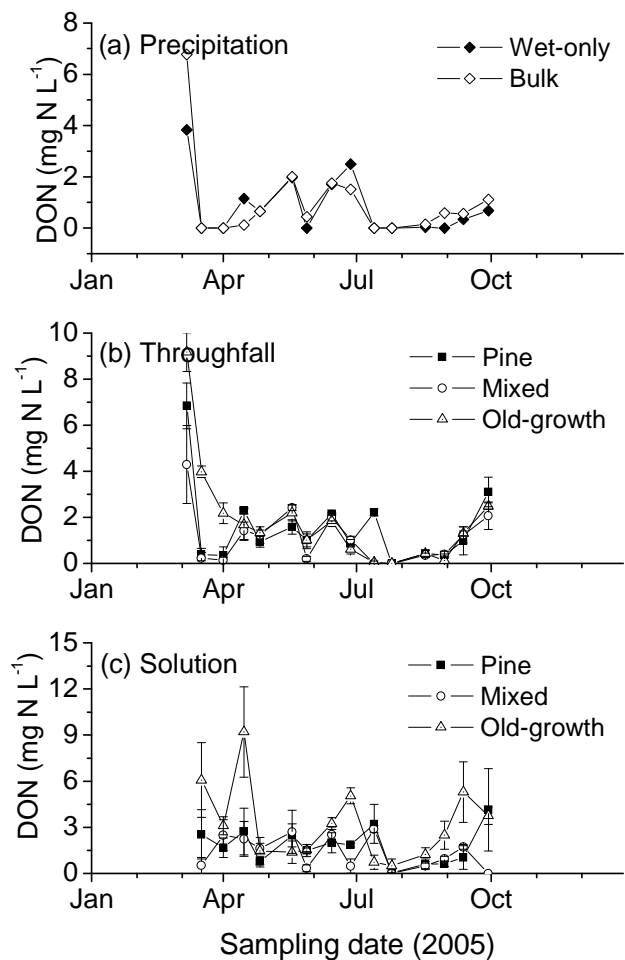 8
(a) Precipitation
Wet-only
Bulk
6
4
2
0
DON (mg N L-1)
Jan
Apr
Jul
Oct
10
(b) Throughfall
Pine
Mixed
Old-growth
8
6
4
2
0
DON (mg N L-1)
Jan
Apr
Jul
Oct
15
(c) Solution
Pine
Mixed
Old-growth
12
9
6
3
0
DON (mg N L-1)
Jan
Apr
Jul
Oct
Sampling date (2005)